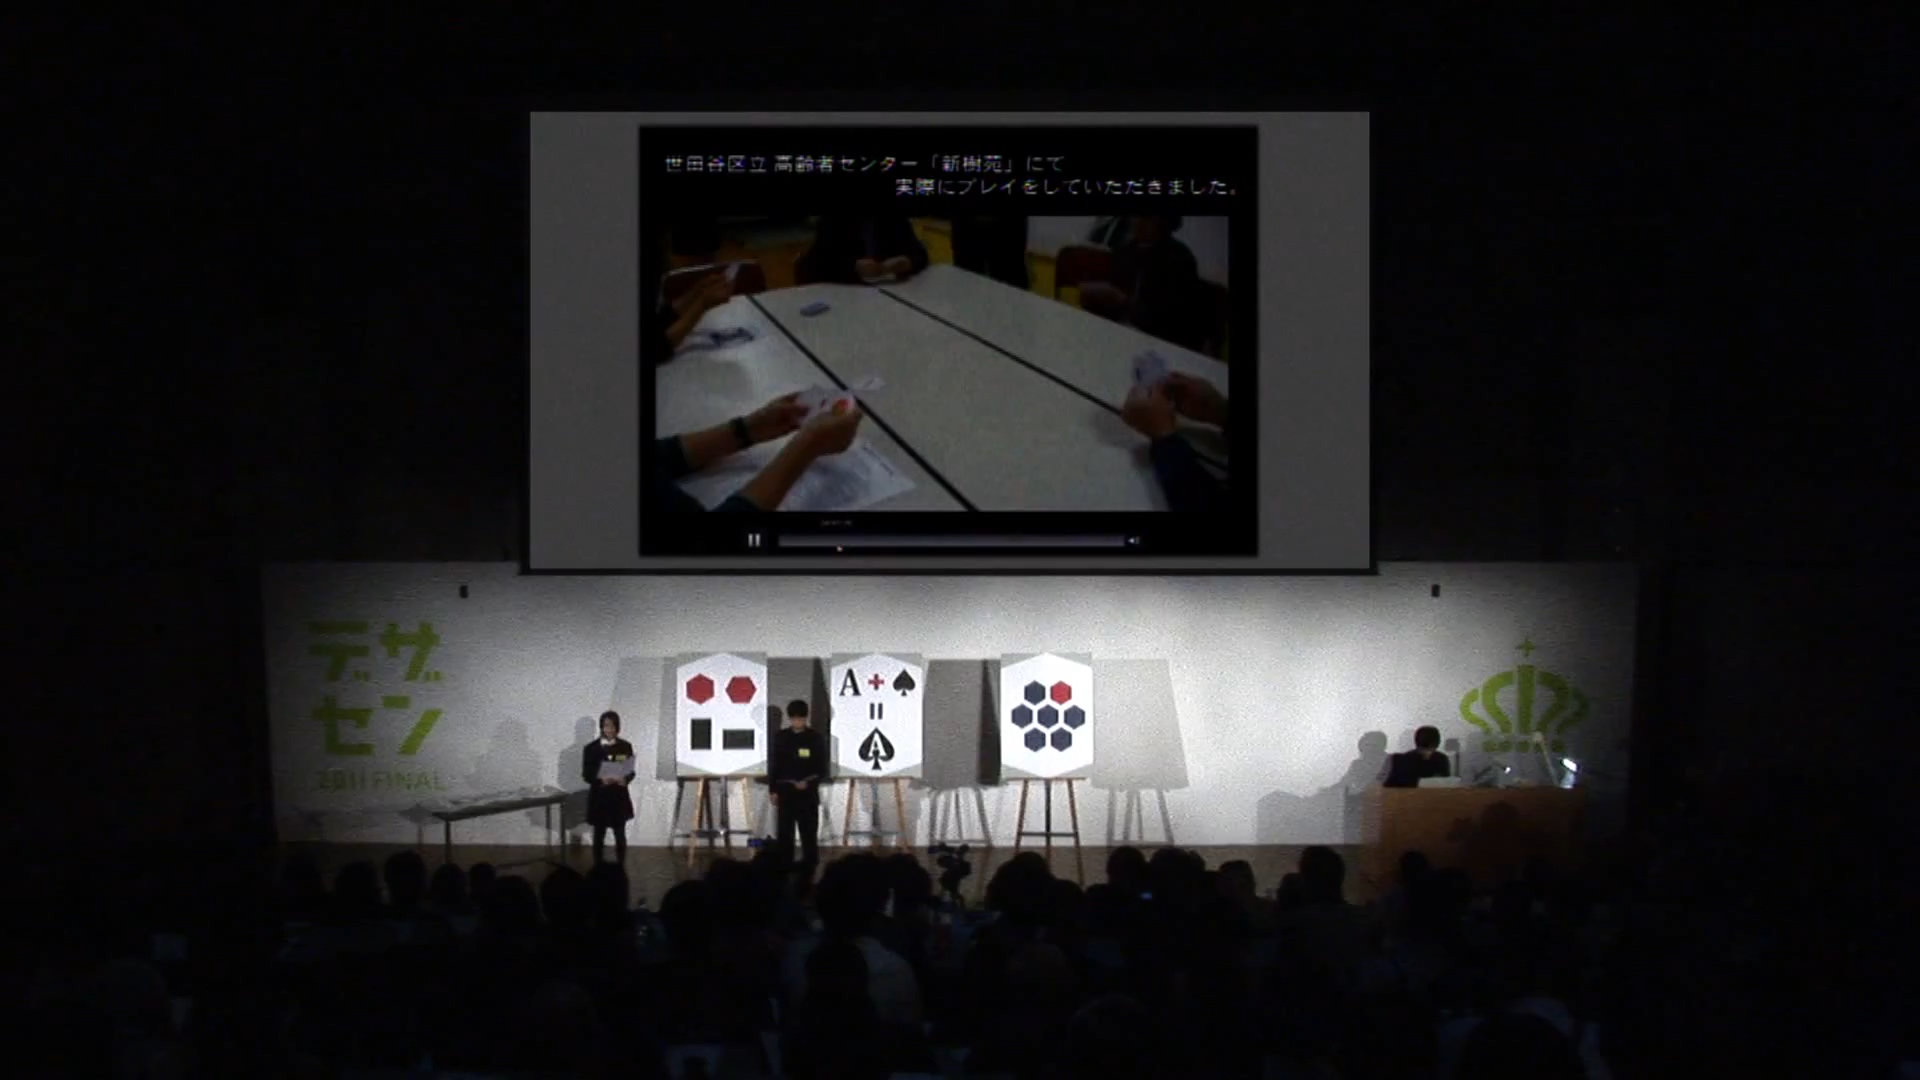 世田谷区立 高齢者センター「新樹苑」にて
実際にプレイをしていただきました。
デザ
セン
2011 FINAL
A + ♠
=
A